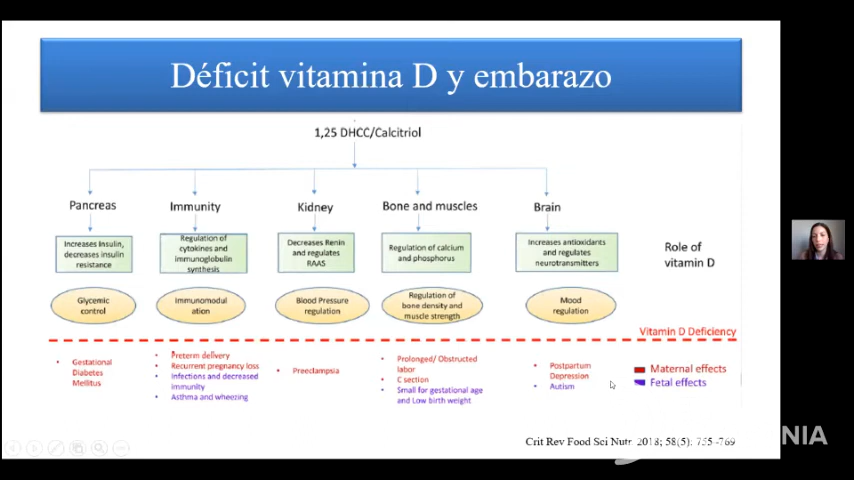 Déficit vitamina D y embarazo
1,25 DHCC/Calcitriol
Pancreas
Immunity
Kidney
Bone and muscles
Brain
Increases Insulin,
decreases insulin
resistance
Regulation of
cytokines and
immunoglobulin
synthesis
Decreases Renin
and regulates
RAAS
Regulation of calcium
and phosphorus
Increases antioxidants
and regulates
neurotransmitters
Role of
vitamin D
Glycemic
control
Immunomodul
ation
Blood Pressure
regulation
Regulation of
bone density and
muscle strength
Mood
regulation
Vitamin D Deficiency
• Gestational
Diabetes
Mellitus
• Preterm delivery
• Recurrent pregnancy loss
• Infections and decreased
immunity
• Asthma and wheezing
• Preeclampsia
• Prolonged/ Obstructed
labor
• C section
• Small for gestational age
and Low birth weight
• Postpartum
Depression
• Autism
Maternal effects
Fetal effects
Crit Rev Food Sci Nutr. 2018; 58(5): 755 -769
NIA